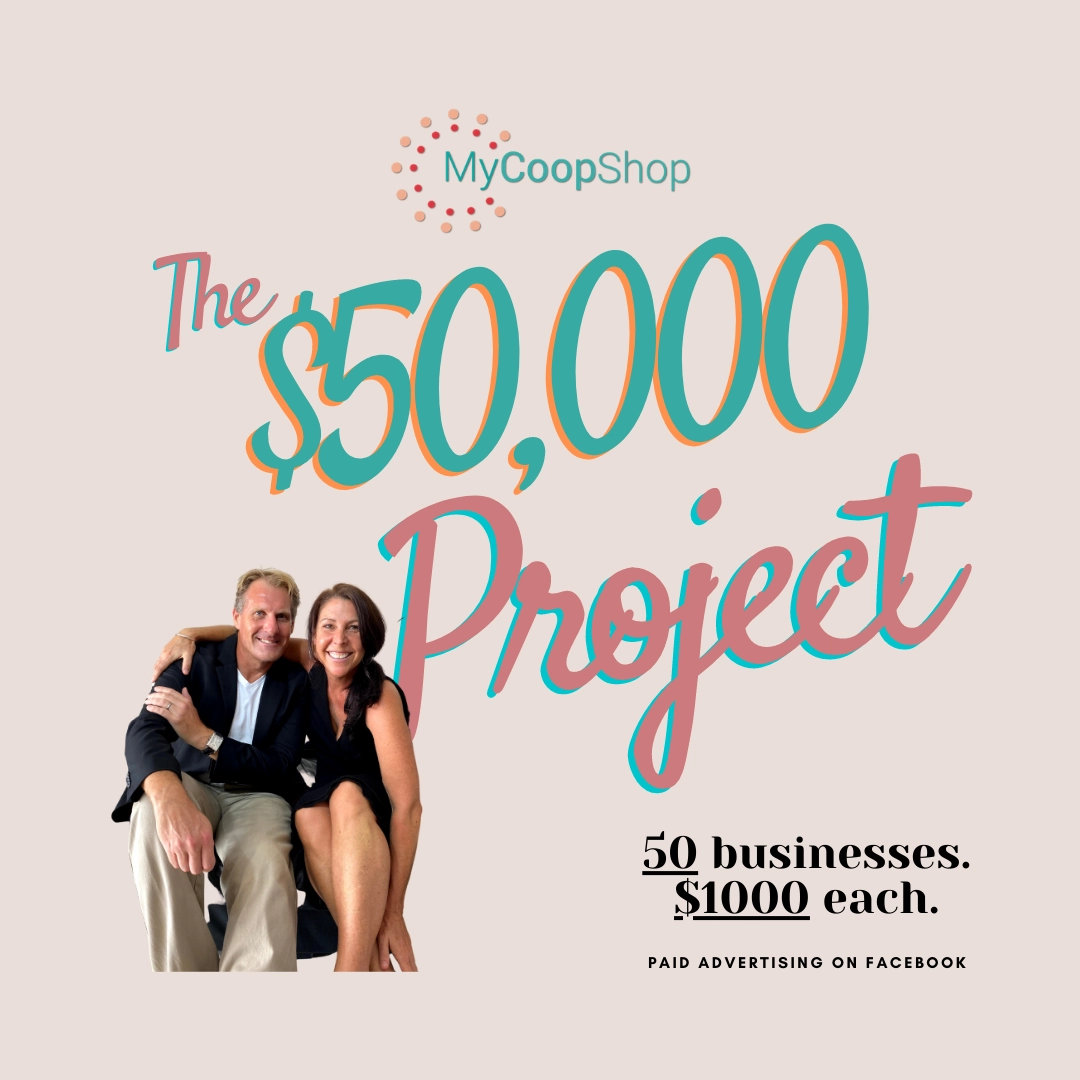 MyCoopShop
The
$50,000
Project
50 businesses.
$1000 each.
PAID ADVERTISING ON FACEBOOK